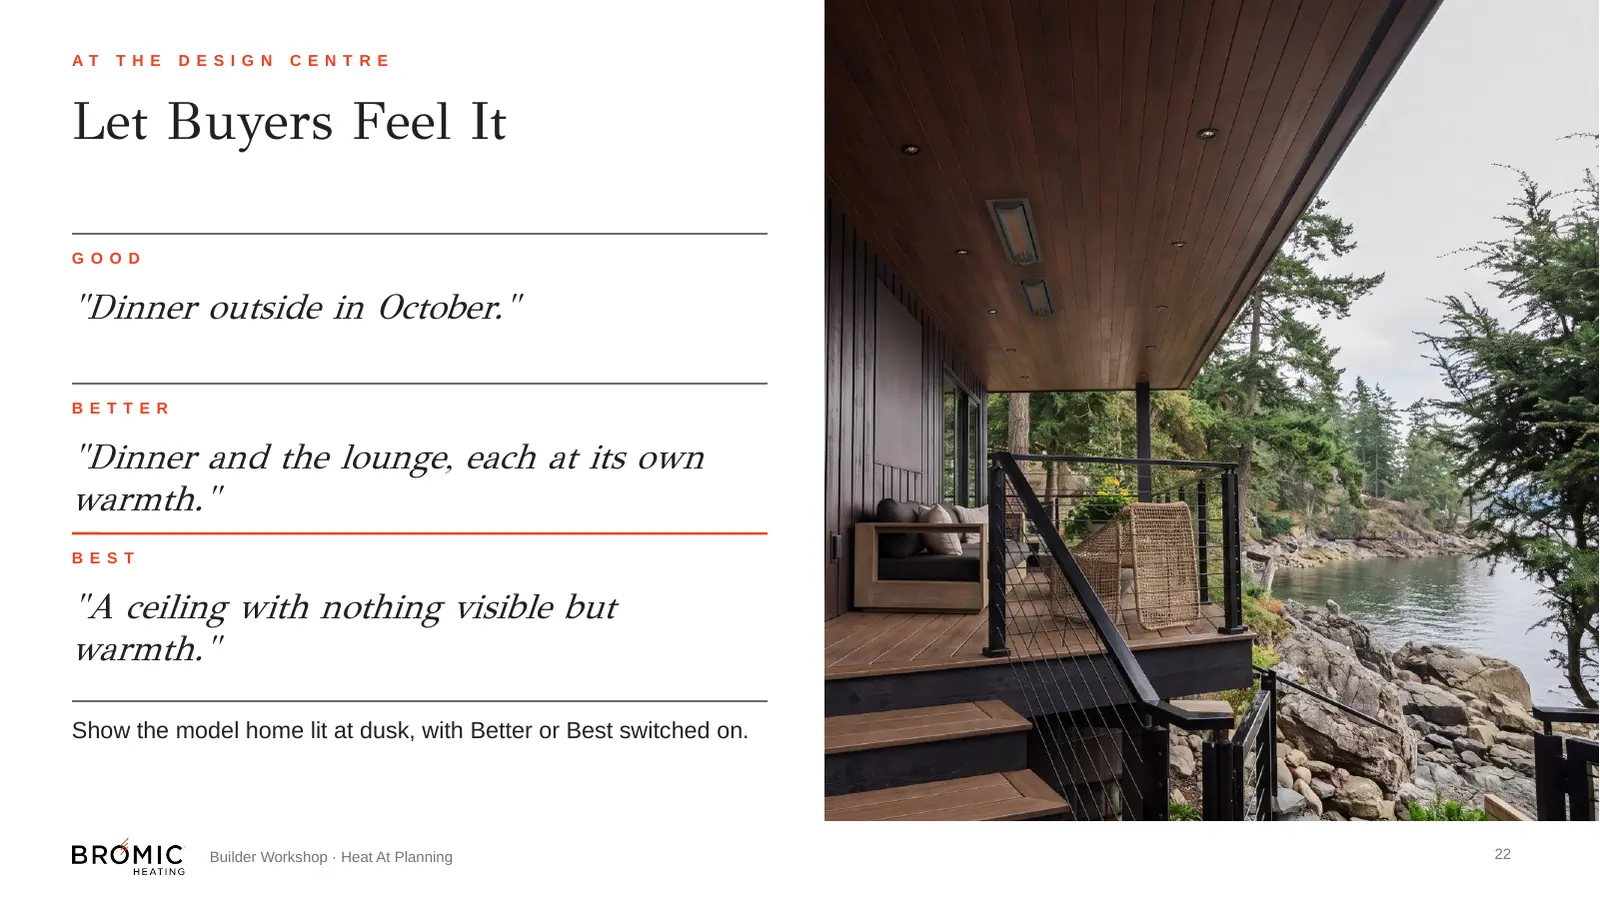 AT THE DESIGN CENTRE
Let Buyers Feel It
GOOD
"Dinner outside in October."
BETTER
"Dinner and the lounge, each at its own
warmth."
BEST
"A ceiling with nothing visible but
warmth."
Show the model home lit at dusk, with Better or Best switched on.
BROMIC
HEATING
Builder Workshop · Heat At Planning
22